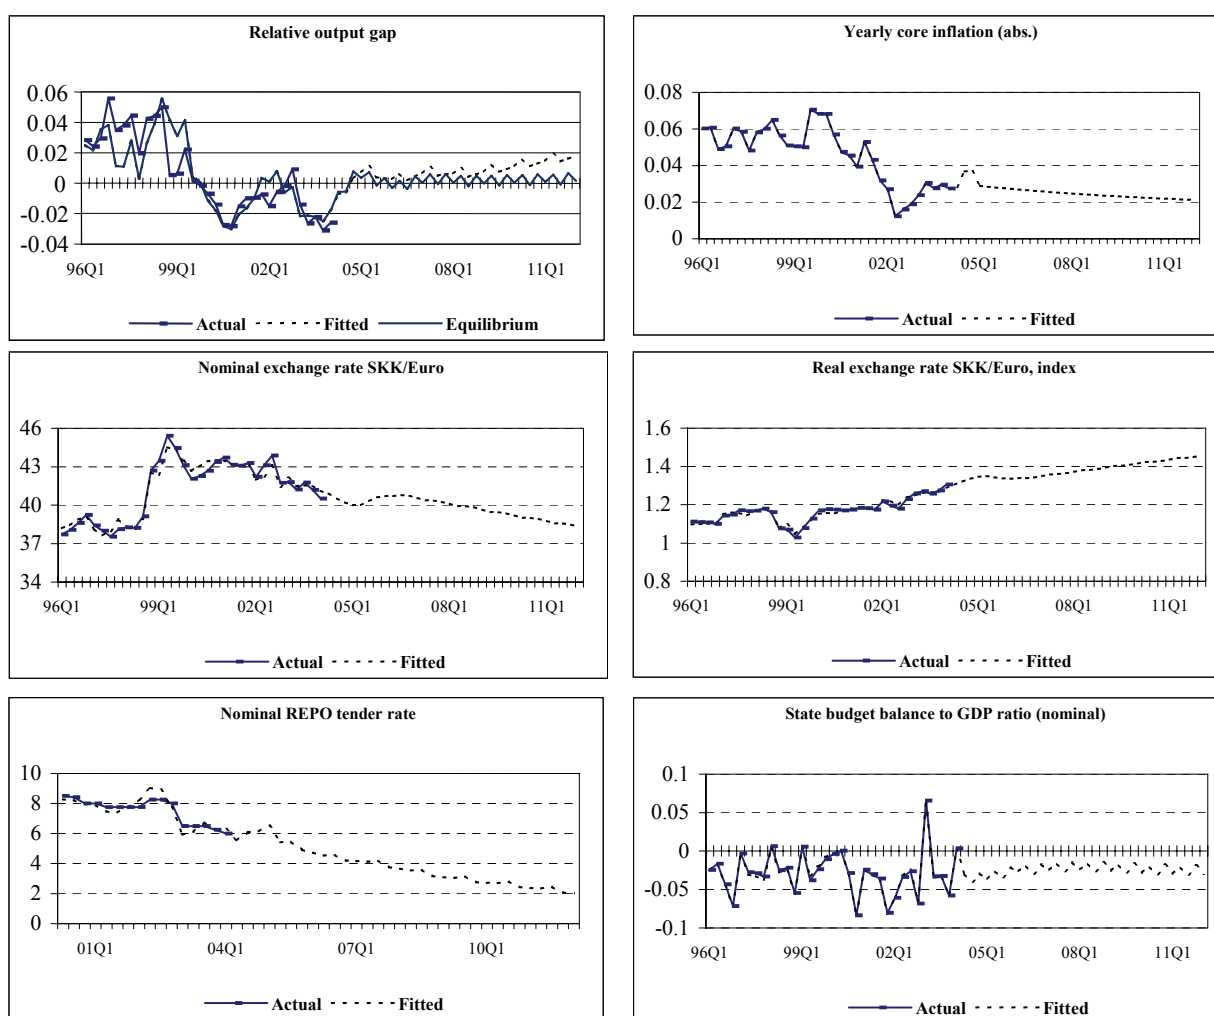 Relative output gap
0.06
0.04
0.02
0
-0.02
-0.04
96Q1 99Q1 02Q1 05Q1 08Q1 11Q1
Actual Fitted Equilibrium
Yearly core inflation (abs.)
0.08
0.06
0.04
0.02
0
96Q1 99Q1 02Q1 05Q1 08Q1 11Q1
Actual Fitted
Nominal exchange rate SKK/Euro
46
43
40
37
34
96Q1 99Q1 02Q1 05Q1 08Q1 11Q1
Actual Fitted
Real exchange rate SKK/Euro, index
1.6
1.4
1.2
1
0.8
96Q1 99Q1 02Q1 05Q1 08Q1 11Q1
Actual Fitted
Nominal REPO tender rate
10
8
6
4
2
0
01Q1 04Q1 07Q1 10Q1
Actual Fitted
State budget balance to GDP ratio (nominal)
0.1
0.05
0
-0.05
-0.1
96Q1 99Q1 02Q1 05Q1 08Q1 11Q1
Actual Fitted